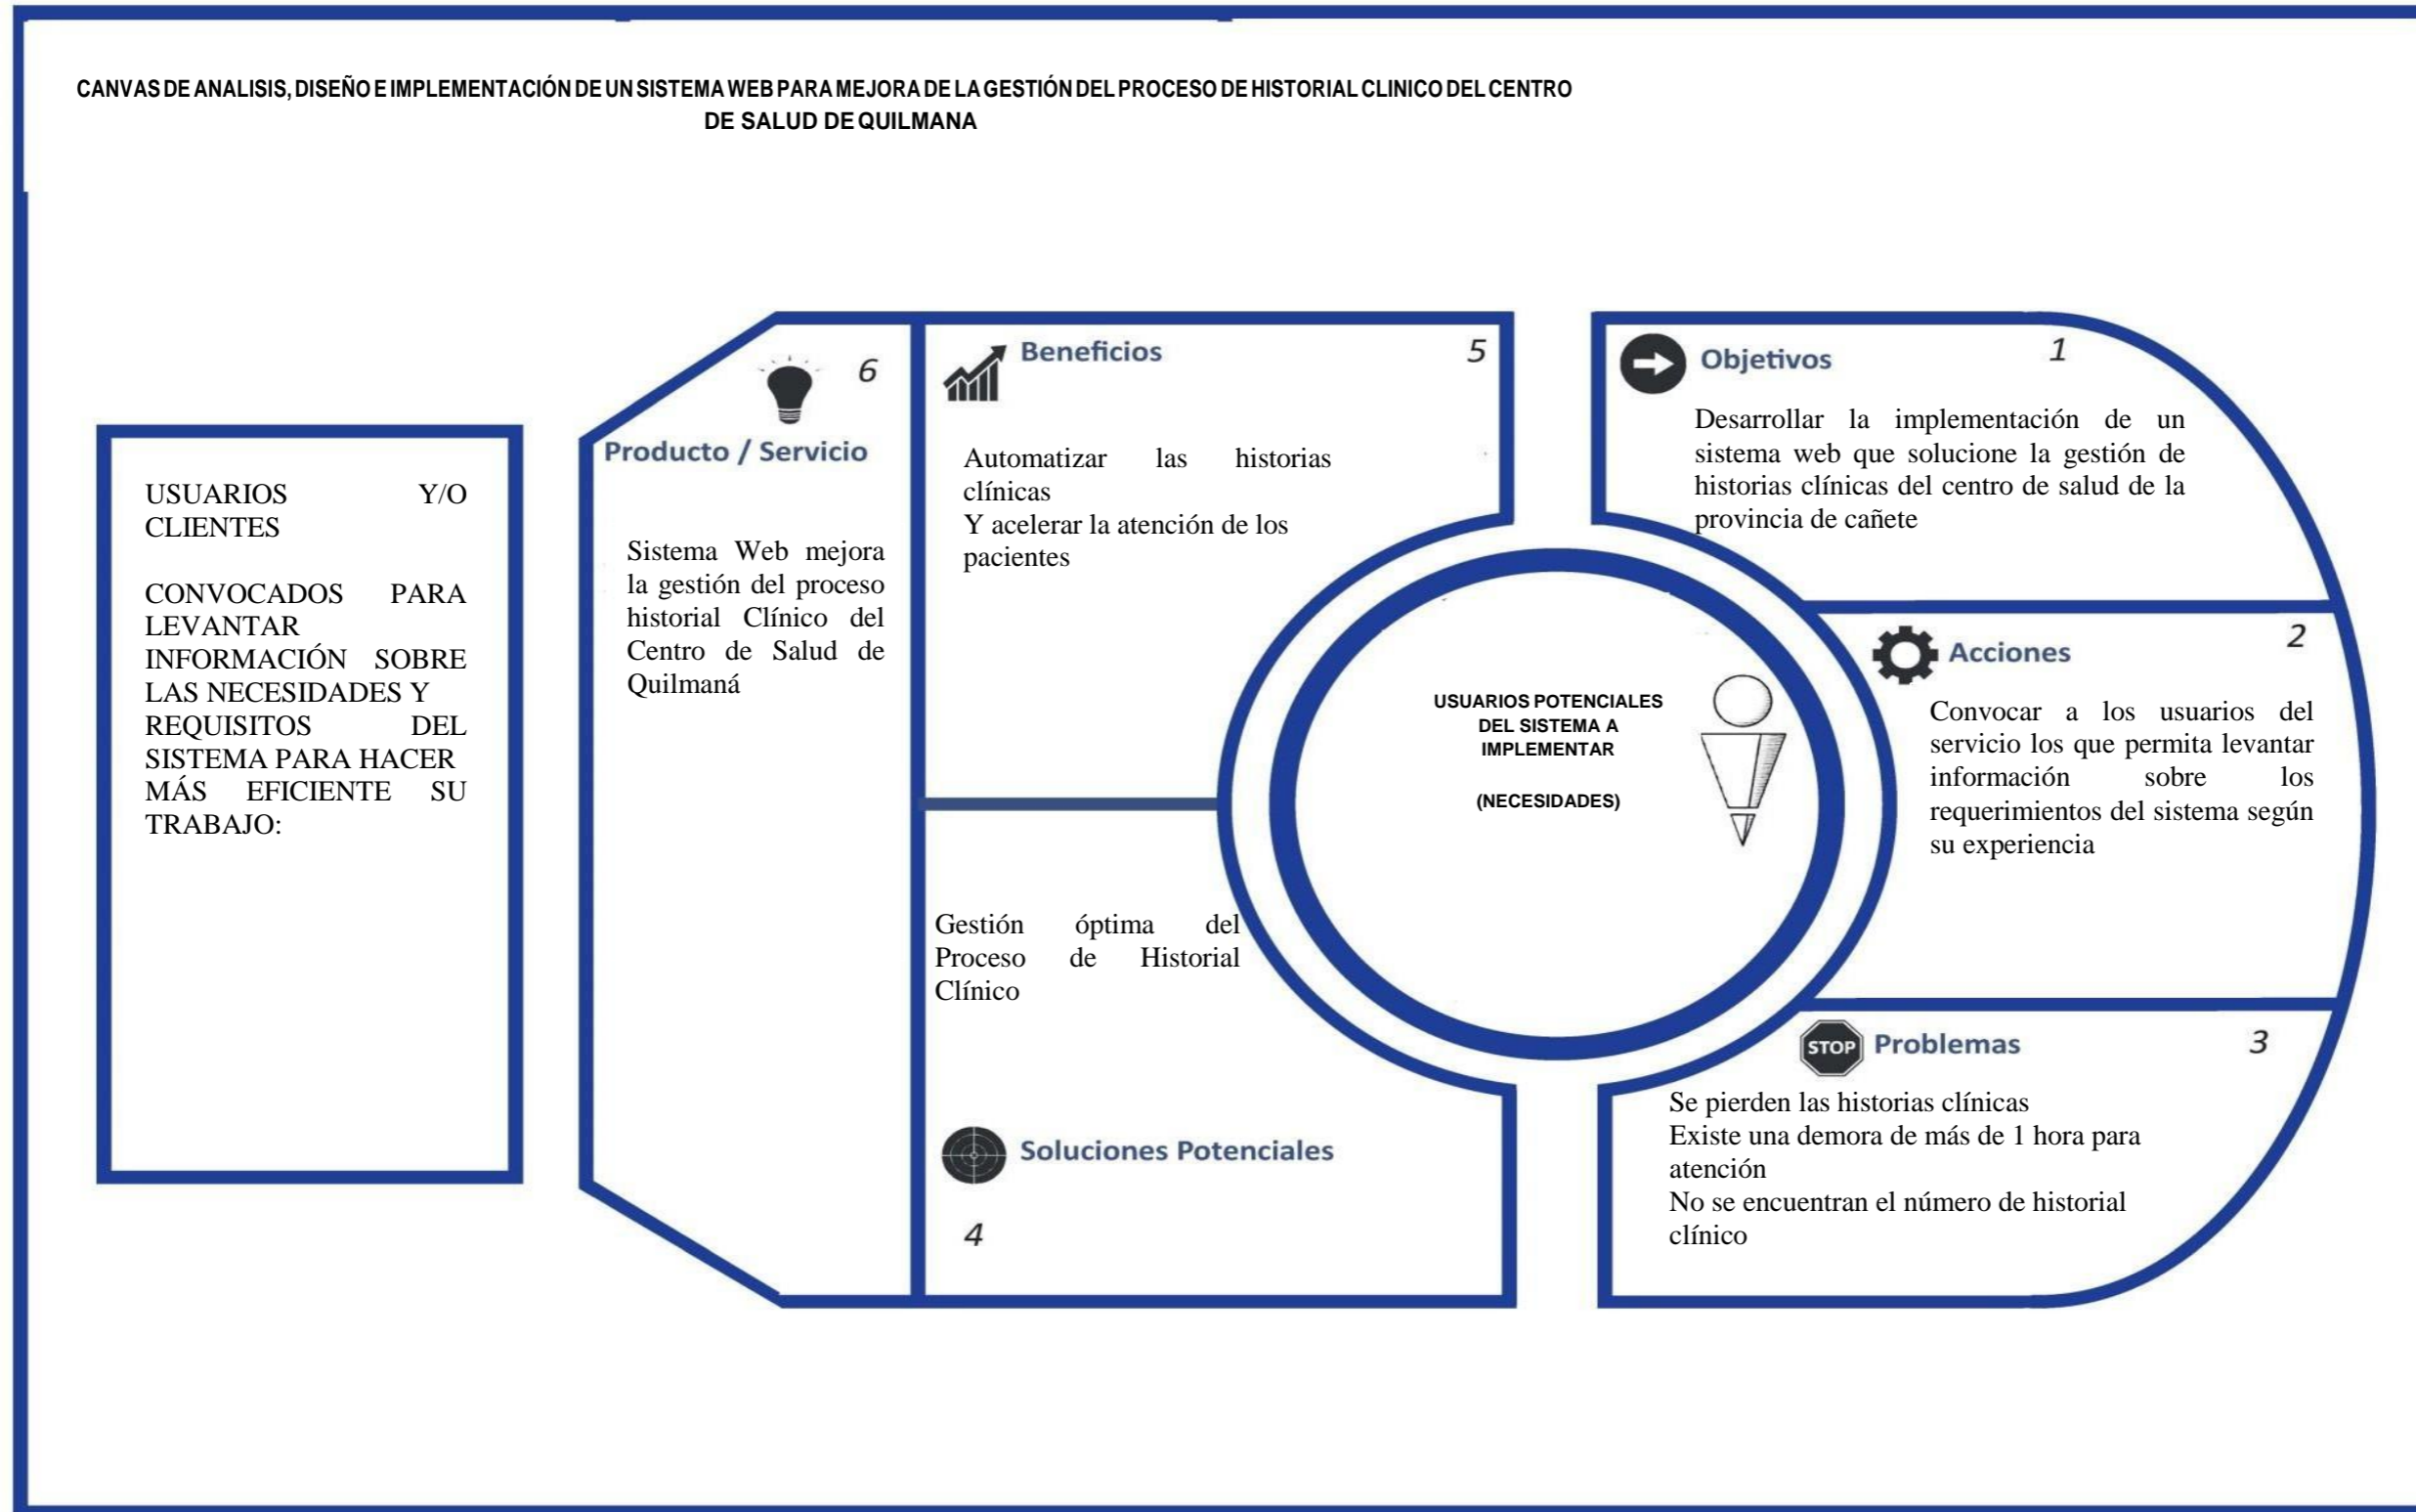 CANVAS DE ANALISIS, DISEÑO E IMPLEMENTACIÓN DE UN SISTEMA WEB PARA MEJORA DE LA GESTIÓN DEL PROCESO DE HISTORIAL CLINICO DEL CENTRO
DE SALUD DE QUILMANA
USUARIOS Y/O
CLIENTES
CONVOCADOS PARA
LEVANTAR
INFORMACIÓN SOBRE
LAS NECESIDADES Y
REQUISITOS DEL
SISTEMA PARA HACER
MÁS EFICIENTE SU
TRABAJO:
6
Producto / Servicio
Sistema Web mejora
la gestión del proceso
historial Clínico del
Centro de Salud de
Quilmaná
Beneficios
5
Automatizar las historias
clínicas
Y acelerar la atención de los
pacientes
Gestión óptima del
Proceso de Historial
Clínico
Soluciones Potenciales
4
USUARIOS POTENCIALES
DEL SISTEMA A
IMPLEMENTAR
(NECESIDADES)
Objetivos
1
Desarrollar la implementación de un
sistema web que solucione la gestión de
historias clínicas del centro de salud de la
provincia de cañete
Acciones
2
Convocar a los usuarios del
servicio los que permita levantar
información sobre los
requerimientos del sistema según
su experiencia
STOP
Problemas
3
Se pierden las historias clínicas
Existe una demora de más de 1 hora para
atención
No se encuentran el número de historial
clínico